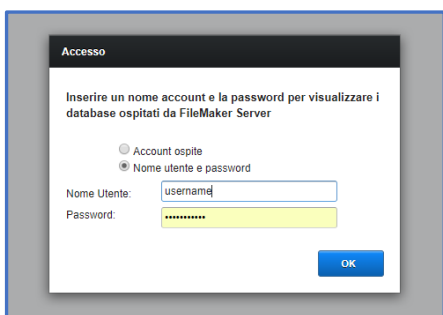 Accesso
Inserire un nome account e la password per visualizzare i
database ospitati da FileMaker Server
Account ospite
Nome utente e password
Nome Utente: username
Password: •••••••••••
OK